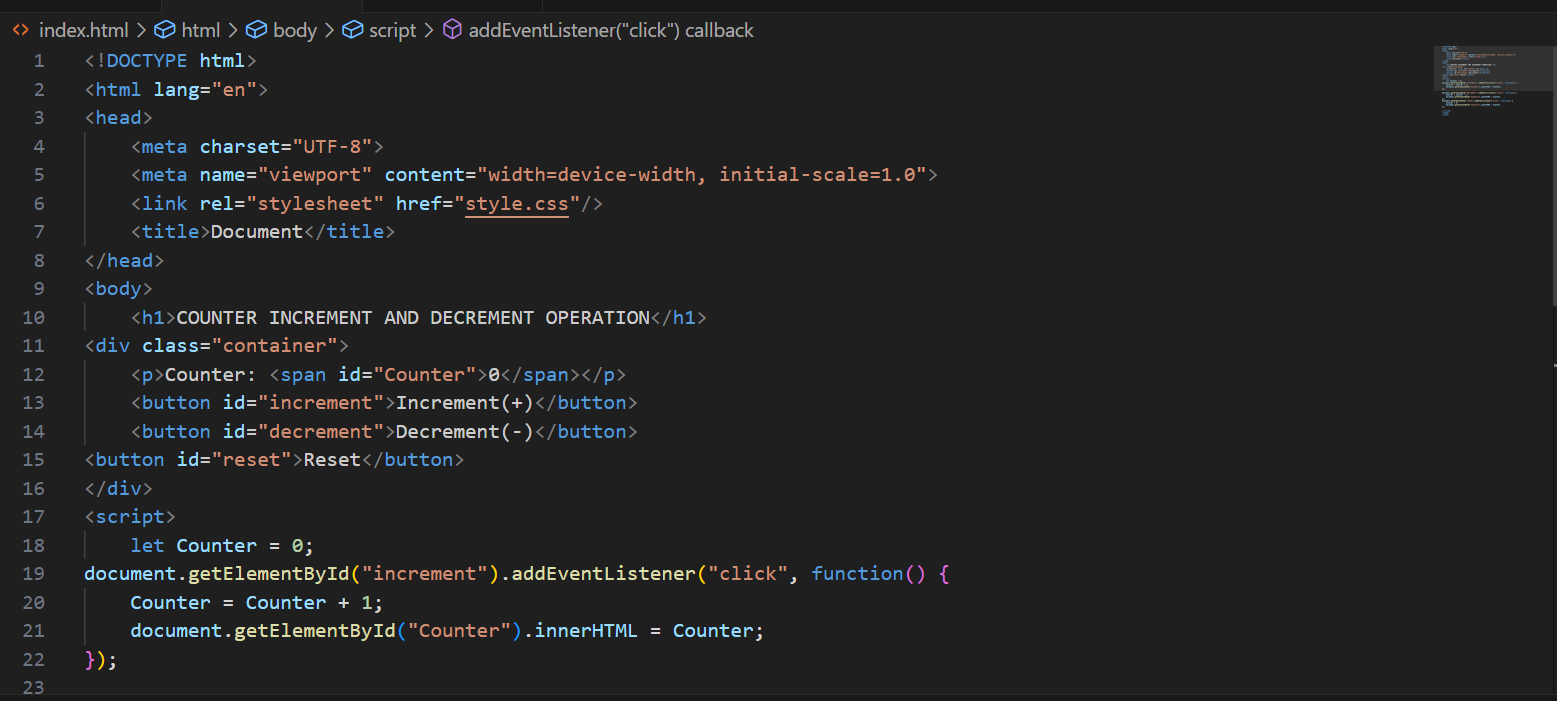 index.html > html > body > script > addEventListener("click") callback
1 <!DOCTYPE html>
2 <html lang="en">
3 <head>
4     <meta charset="UTF-8">
5     <meta name="viewport" content="width=device-width, initial-scale=1.0">
6     <link rel="stylesheet" href="style.css"/>
7     <title>Document</title>
8 </head>
9 <body>
10     <h1>COUNTER INCREMENT AND DECREMENT OPERATION</h1>
11 <div class="container">
12     <p>Counter: <span id="Counter">0</span></p>
13     <button id="increment">Increment(+)</button>
14     <button id="decrement">Decrement(-)</button>
15 <button id="reset">Reset</button>
16 </div>
17 <script>
18     let Counter = 0;
19 document.getElementById("increment").addEventListener("click", function() {
20     Counter = Counter + 1;
21     document.getElementById("Counter").innerHTML = Counter;
22 });
23